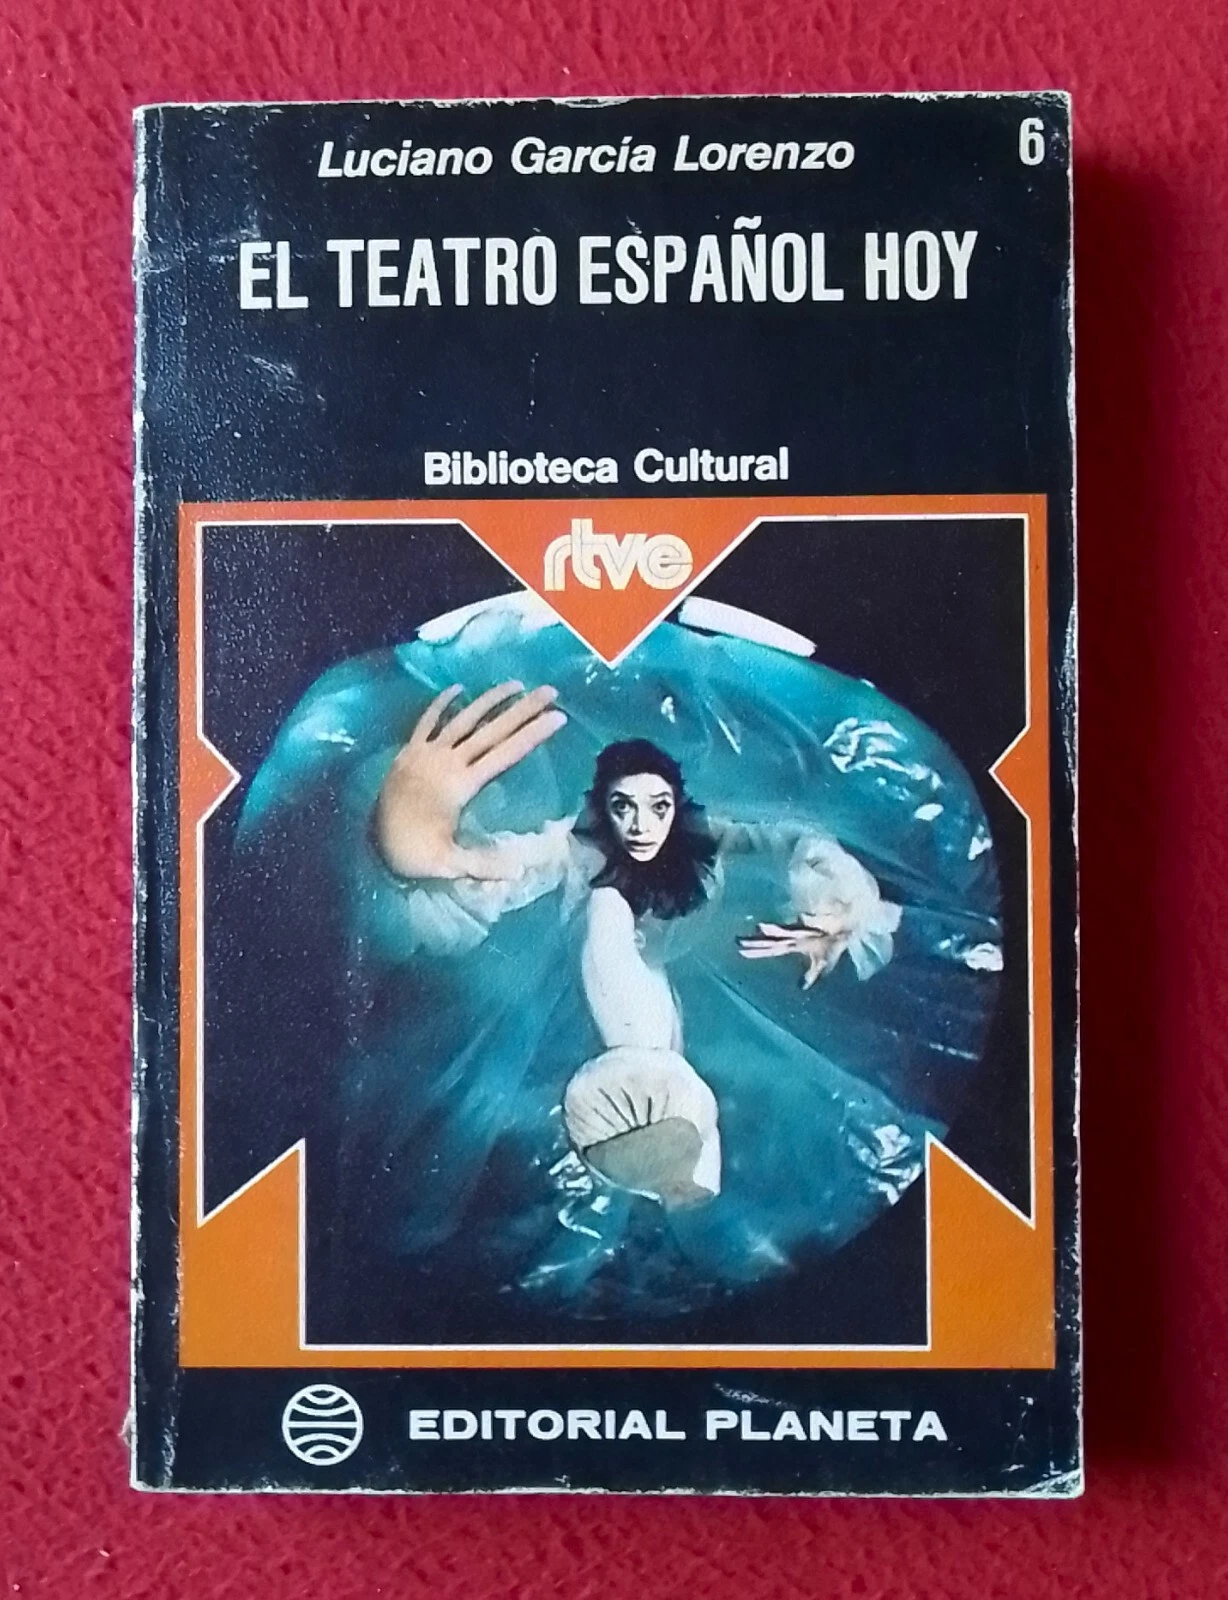 Luciano García Lorenzo
6
EL TEATRO ESPAÑOL HOY
Biblioteca Cultural
rtve
EDITORIAL PLANETA